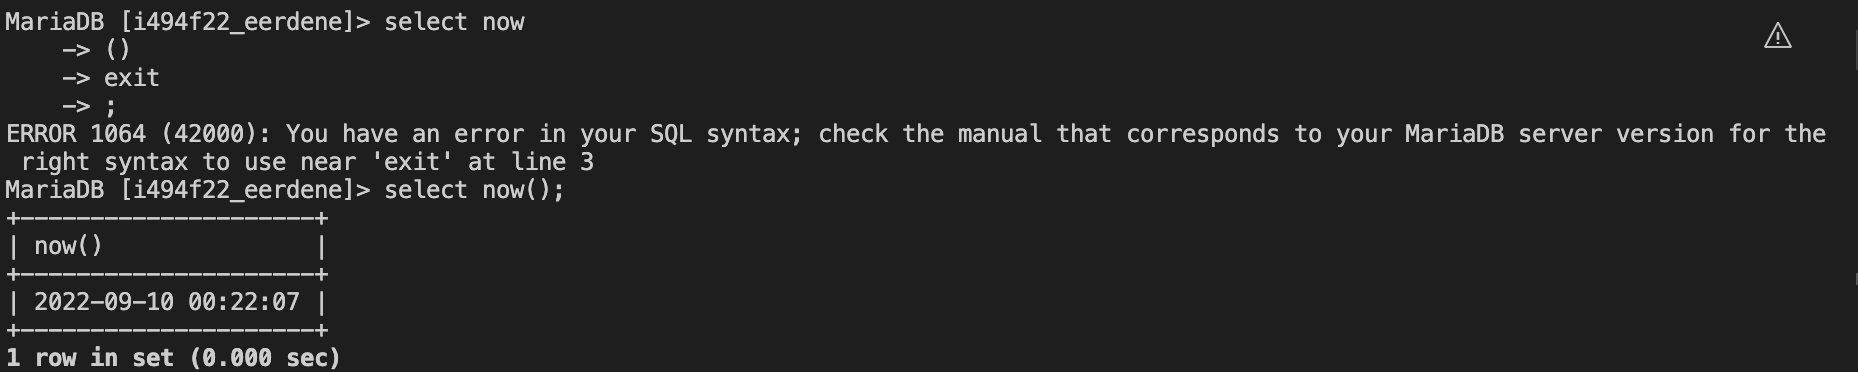 MariaDB [i494f22_eerdene]> select now
    -> ()
    -> exit
    -> ;
ERROR 1064 (42000): You have an error in your SQL syntax; check the manual that corresponds to your MariaDB server version for the
 right syntax to use near 'exit' at line 3
MariaDB [i494f22_eerdene]> select now();
+---------------------+
| now()               |
+---------------------+
| 2022-09-10 00:22:07 |
+---------------------+
1 row in set (0.000 sec)